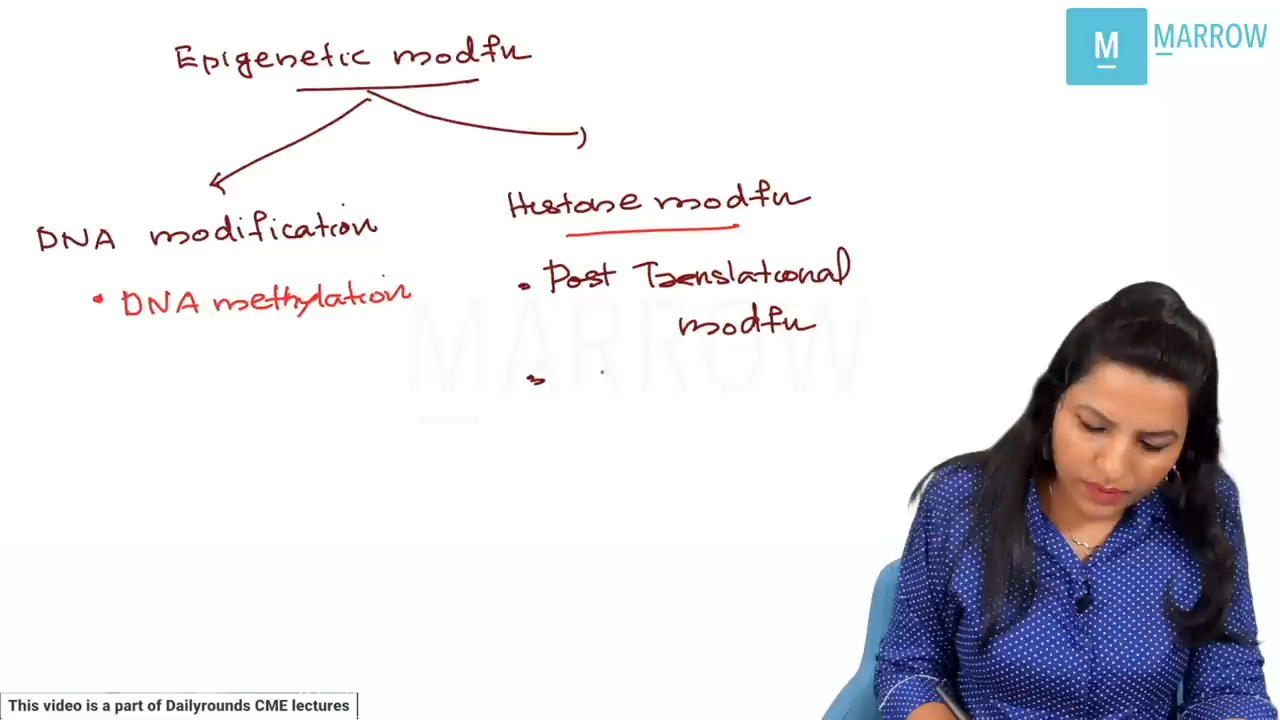 Epigenetic modfn
M MARROW
DNA modification
Histone modfn
• DNA methylation
• Post Translational
modfn
MARROW
This video is a part of Dailyrounds CME lectures